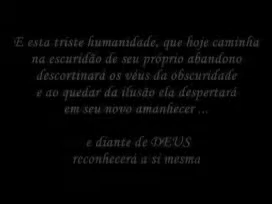 E esta triste humanidade, que hoje caminha
na escuridão de seu próprio abandono
descortinará os véus da obscuridade
e ao quedar da ilusão ela despertará
em seu novo amanhecer ...
e diante de DEUS
reconhecerá a si mesma